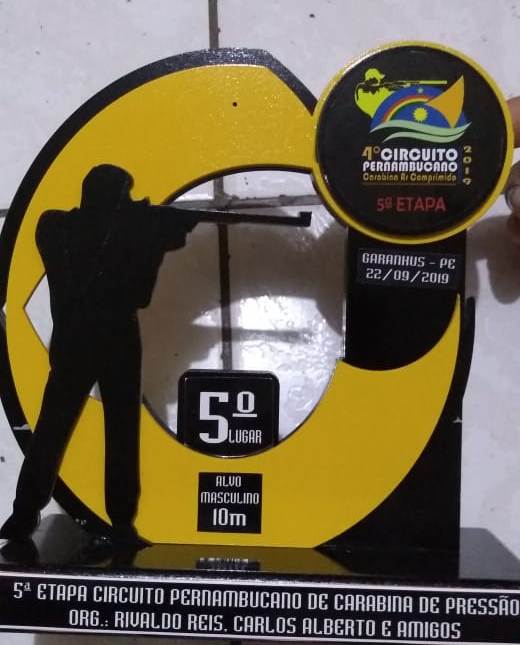 4º CIRCUITO
PERNAMBUCANO
2019
Carabina Ar Comprimido
5ª ETAPA
GARANHUS - PE
22/09/2019
5º
LUGAR
ALVO
MASCULINO
10m
5ª ETAPA CIRCUITO PERNAMBUCANO DE CARABINA DE PRESSÃO
ORG.: RIVALDO REIS, CARLOS ALBERTO E AMIGOS